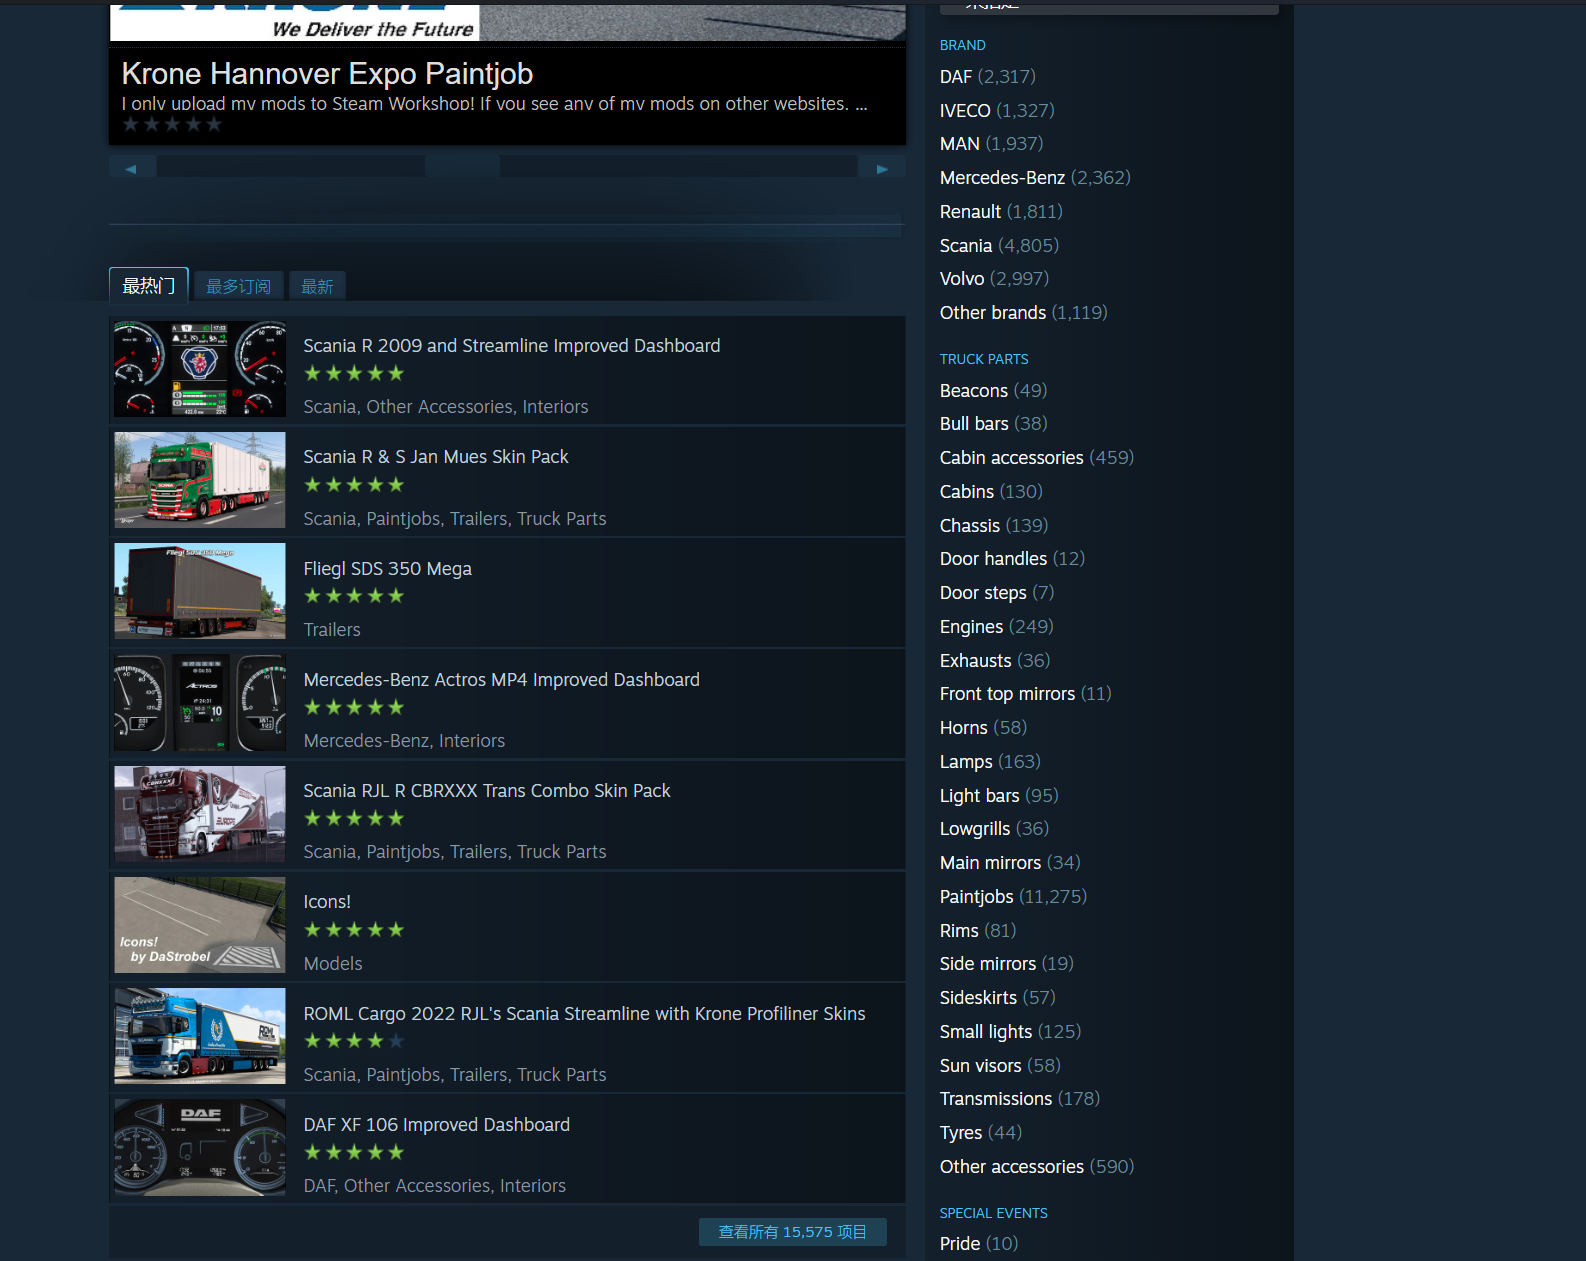 We Deliver the Future
Krone Hannover Expo Paintjob
I only upload my mods to Steam Workshop! If you see any of my mods on other websites, ...
最热门
最多订阅
最新
Scania R 2009 and Streamline Improved Dashboard
Scania, Other Accessories, Interiors
Scania R & S Jan Mues Skin Pack
Scania, Paintjobs, Trailers, Truck Parts
Fliegl SDS 350 Mega
Fliegl SDS 350 Mega
Trailers
ACTROS
Mercedes-Benz Actros MP4 Improved Dashboard
Mercedes-Benz, Interiors
CBRXXX
EUROPE
Scania RJL R CBRXXX Trans Combo Skin Pack
Scania, Paintjobs, Trailers, Truck Parts
Icons!
by DaStrobel
Icons!
Models
ROML
ROML Cargo 2022 RJL's Scania Streamline with Krone Profiliner Skins
Scania, Paintjobs, Trailers, Truck Parts
DAF
DAF XF 106 Improved Dashboard
DAF, Other Accessories, Interiors
查看所有 15,575 项目
BRAND
DAF (2,317)
IVECO (1,327)
MAN (1,937)
Mercedes-Benz (2,362)
Renault (1,811)
Scania (4,805)
Volvo (2,997)
Other brands (1,119)
TRUCK PARTS
Beacons (49)
Bull bars (38)
Cabin accessories (459)
Cabins (130)
Chassis (139)
Door handles (12)
Door steps (7)
Engines (249)
Exhausts (36)
Front top mirrors (11)
Horns (58)
Lamps (163)
Light bars (95)
Lowgrills (36)
Main mirrors (34)
Paintjobs (11,275)
Rims (81)
Side mirrors (19)
Sideskirts (57)
Small lights (125)
Sun visors (58)
Transmissions (178)
Tyres (44)
Other accessories (590)
SPECIAL EVENTS
Pride (10)